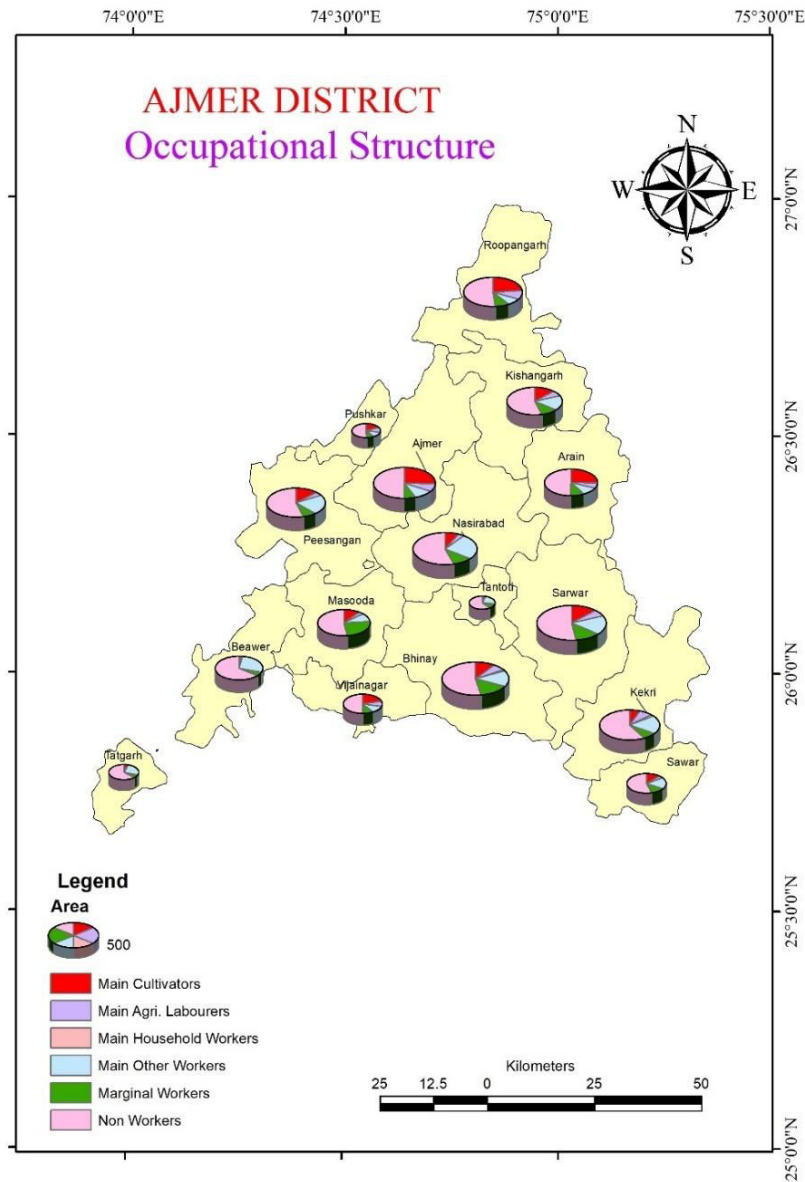 74°0'0"E 74°30'0"E 75°0'0"E 75°30'0"E
AJMER DISTRICT
Occupational Structure
N
W E
S
27°0'0"N
Roopangarh
Kishangarh
Pushkar
26°30'0"N
Ajmer
Arain
Nasirabad
Peesangan
Tantoti
Masooda
Sarwar
Beawer
Bhinay
26°0'0"N
Vijainagar
Kekri
Tatgarh
Sawar
Legend
Area
500
25°30'0"N
Main Cultivators
Main Agri. Labourers
Main Household Workers
Main Other Workers
Marginal Workers
Non Workers
Kilometers
25 12.5 0 25 50
25°0'0"N